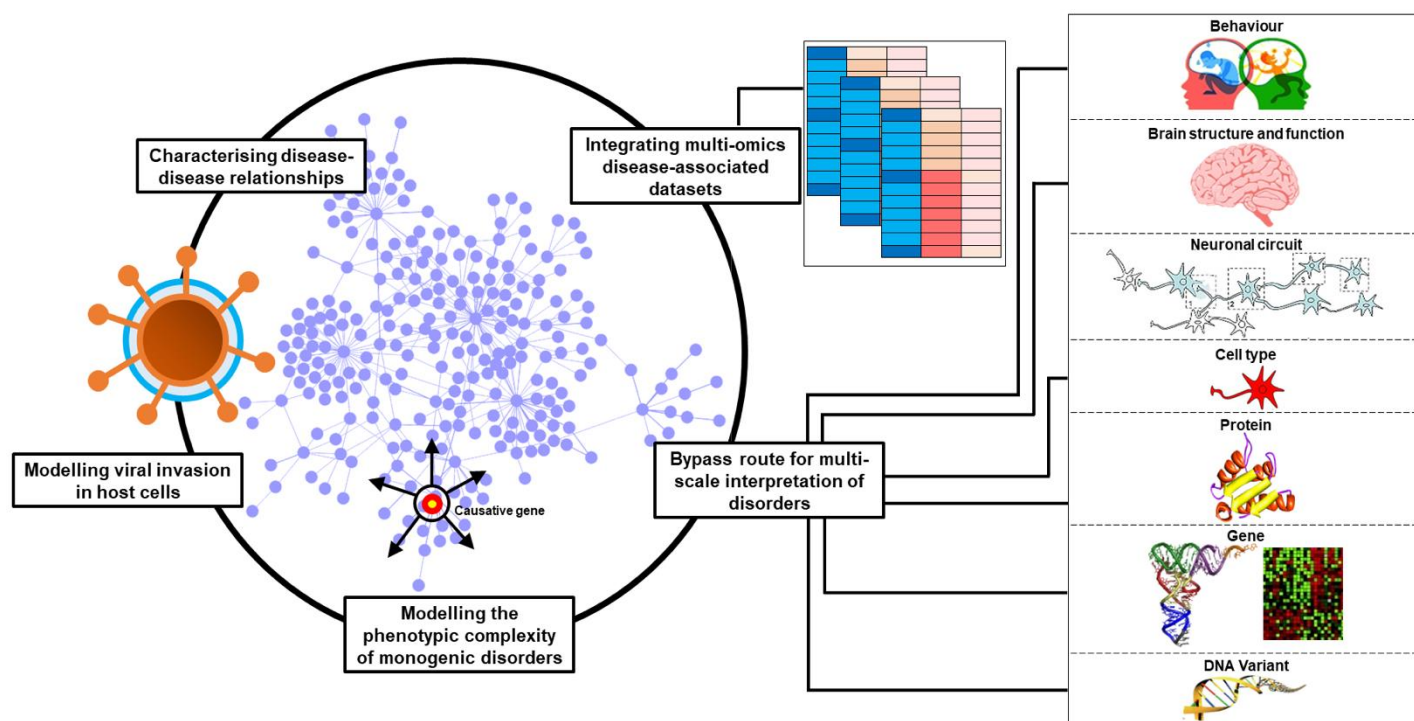 Characterising disease-
disease relationships
Integrating multi-omics
disease-associated
datasets
Modelling viral invasion
in host cells
Causative gene
Bypass route for multi-
scale interpretation of
disorders
Modelling the
phenotypic complexity
of monogenic disorders
Behaviour
Brain structure and function
Neuronal circuit
Cell type
Protein
Gene
DNA Variant